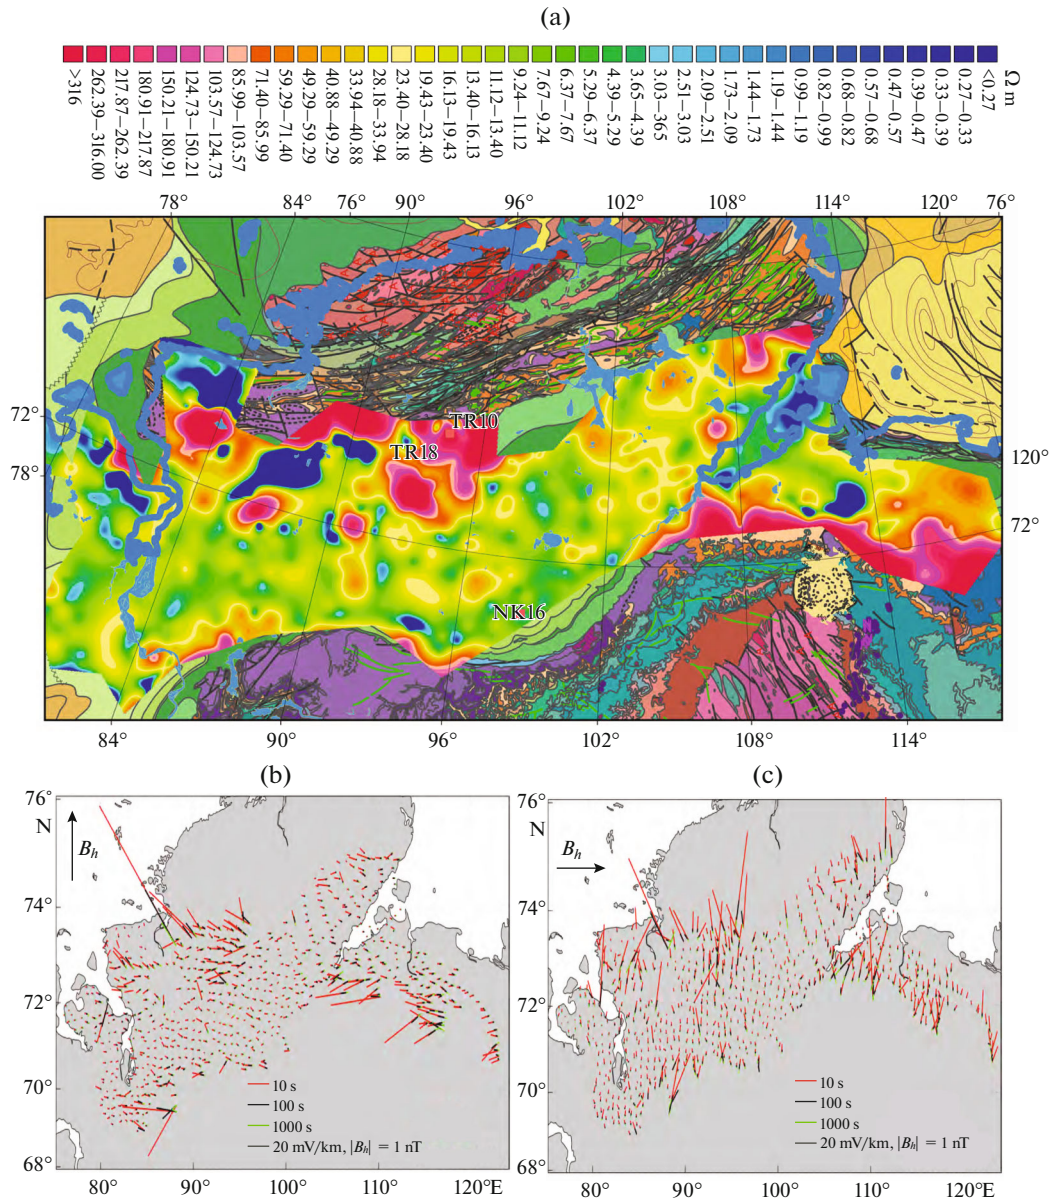 (a)
>316
262.39—316.00
217.87—262.39
180.91—217.87
150.21—180.91
124.73—150.21
103.57—124.73
85.99—103.57
71.40—85.99
59.29—71.40
49.29—59.29
40.88—49.29
33.94—40.88
28.18—33.94
23.40—28.18
19.43—23.40
16.13—19.43
13.40—16.13
11.12—13.40
9.24—11.12
7.67—9.24
6.37—7.67
5.29—6.37
4.39—5.29
3.65—4.39
3.03—365
2.51—3.03
2.09—2.51
1.73—2.09
1.44—1.73
1.19—1.44
0.99—1.19
0.82—0.99
0.68—0.82
0.57—0.68
0.47—0.57
0.39—0.47
0.33—0.39
0.27—0.33
<0.27
Ω m
78° 84° 76° 90° 96° 102° 108° 114° 120° 76°
72°
TR10
TR18
120°
78°
72°
NK16
84° 90° 96° 102° 108° 114°
(b)
76°
N
B_h
74°
72°
70°
68°
10 s
100 s
1000 s
20 mV/km, |B_h| = 1 nT
80° 90° 100° 110° 120°E
(c)
76°
N
B_h
74°
72°
70°
68°
10 s
100 s
1000 s
20 mV/km, |B_h| = 1 nT
80° 90° 100° 110° 120°E